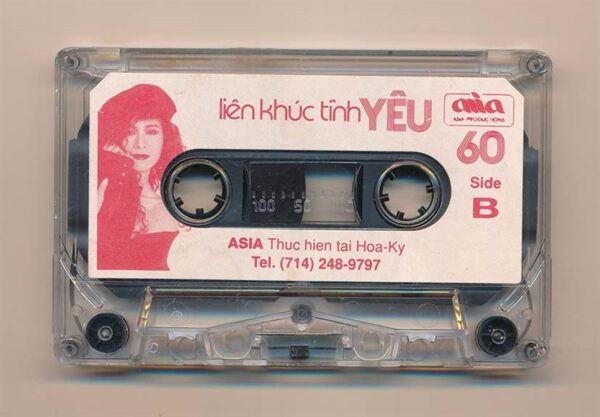 liên khúc tình YÊU
asia
ASIA PRODUCTIONS
60
Side
B
100 50
ASIA Thuc hien tai Hoa-Ky
Tel. (714) 248-9797